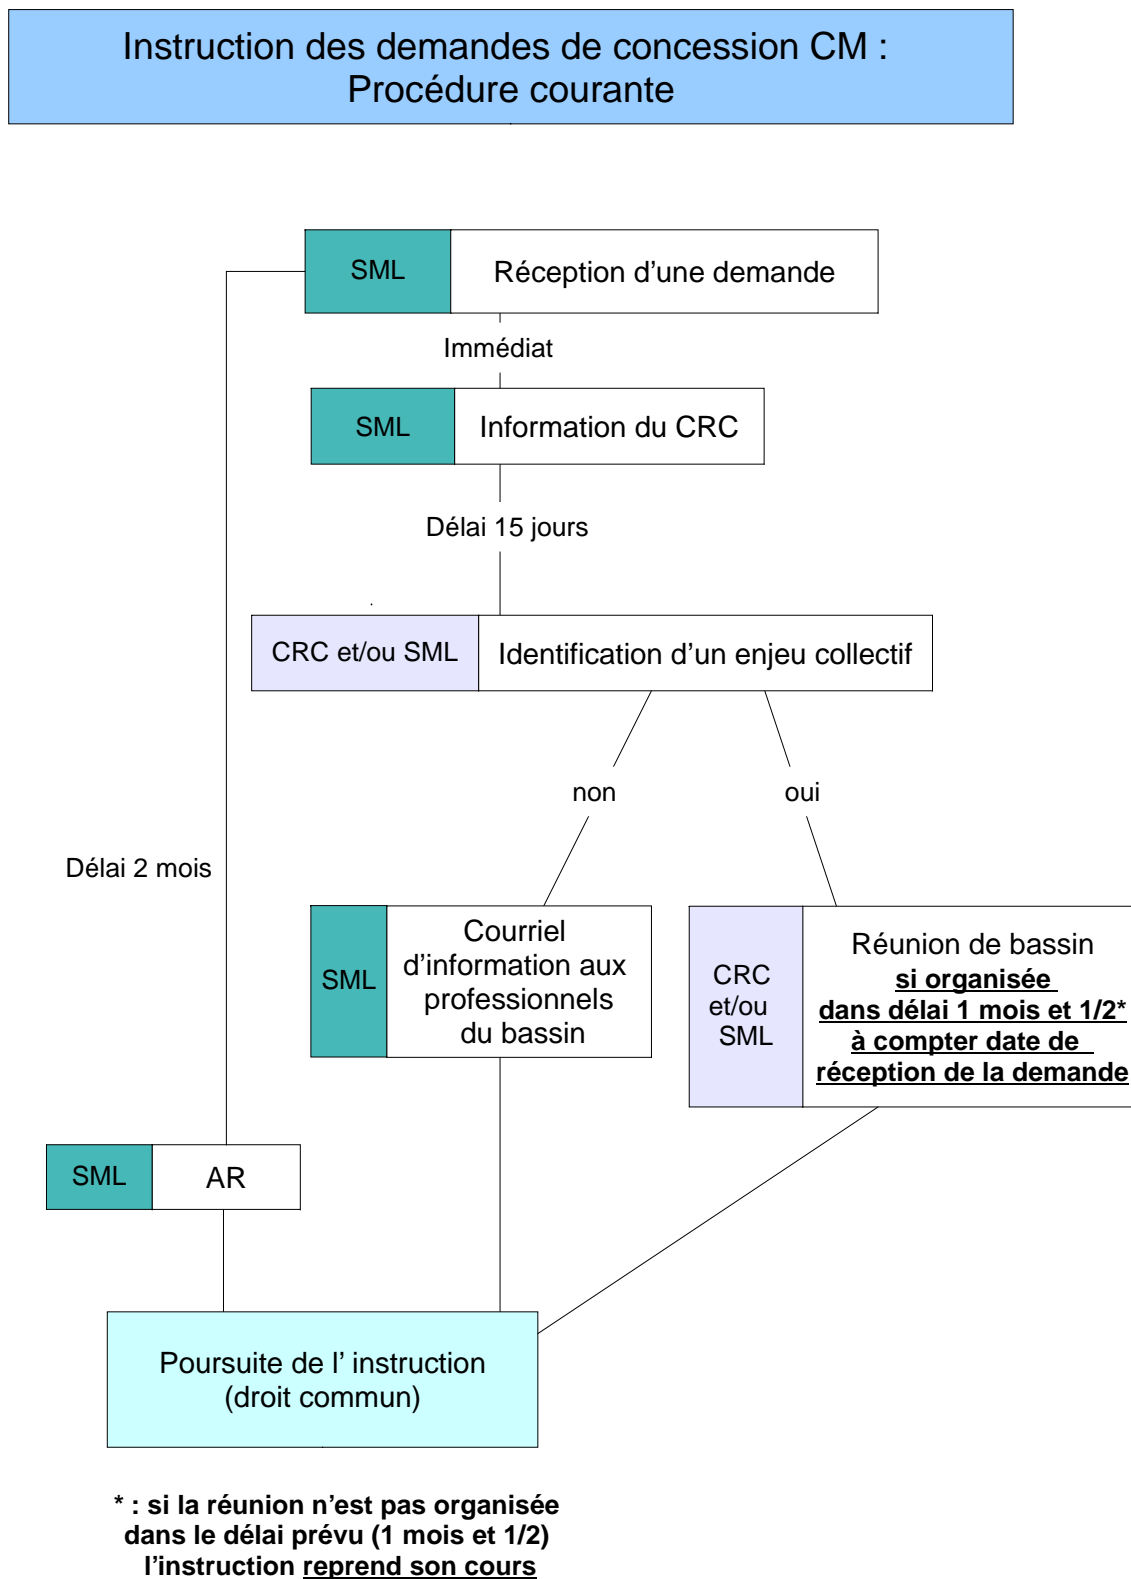 Instruction des demandes de concession CM :
Procédure courante
SML
Réception d’une demande
Immédiat
SML
Information du CRC
Délai 15 jours
CRC et/ou SML
Identification d’un enjeu collectif
non
oui
Délai 2 mois
SML
Courriel
d’information aux
professionnels
du bassin
CRC
et/ou
SML
Réunion de bassin
si organisée
dans délai 1 mois et 1/2*
à compter date de
réception de la demande
SML
AR
Poursuite de l’ instruction
(droit commun)
* : si la réunion n’est pas organisée
dans le délai prévu (1 mois et 1/2)
l’instruction reprend son cours